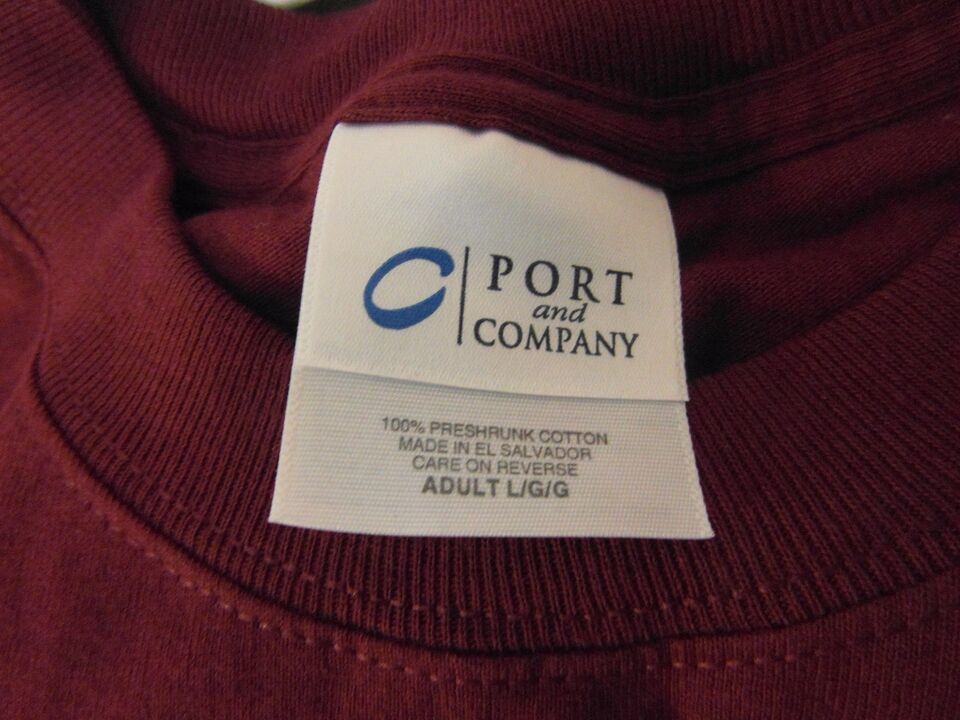 PORT
and
COMPANY
100% PRESHRUNK COTTON
MADE IN EL SALVADOR
CARE ON REVERSE
ADULT L/G/G